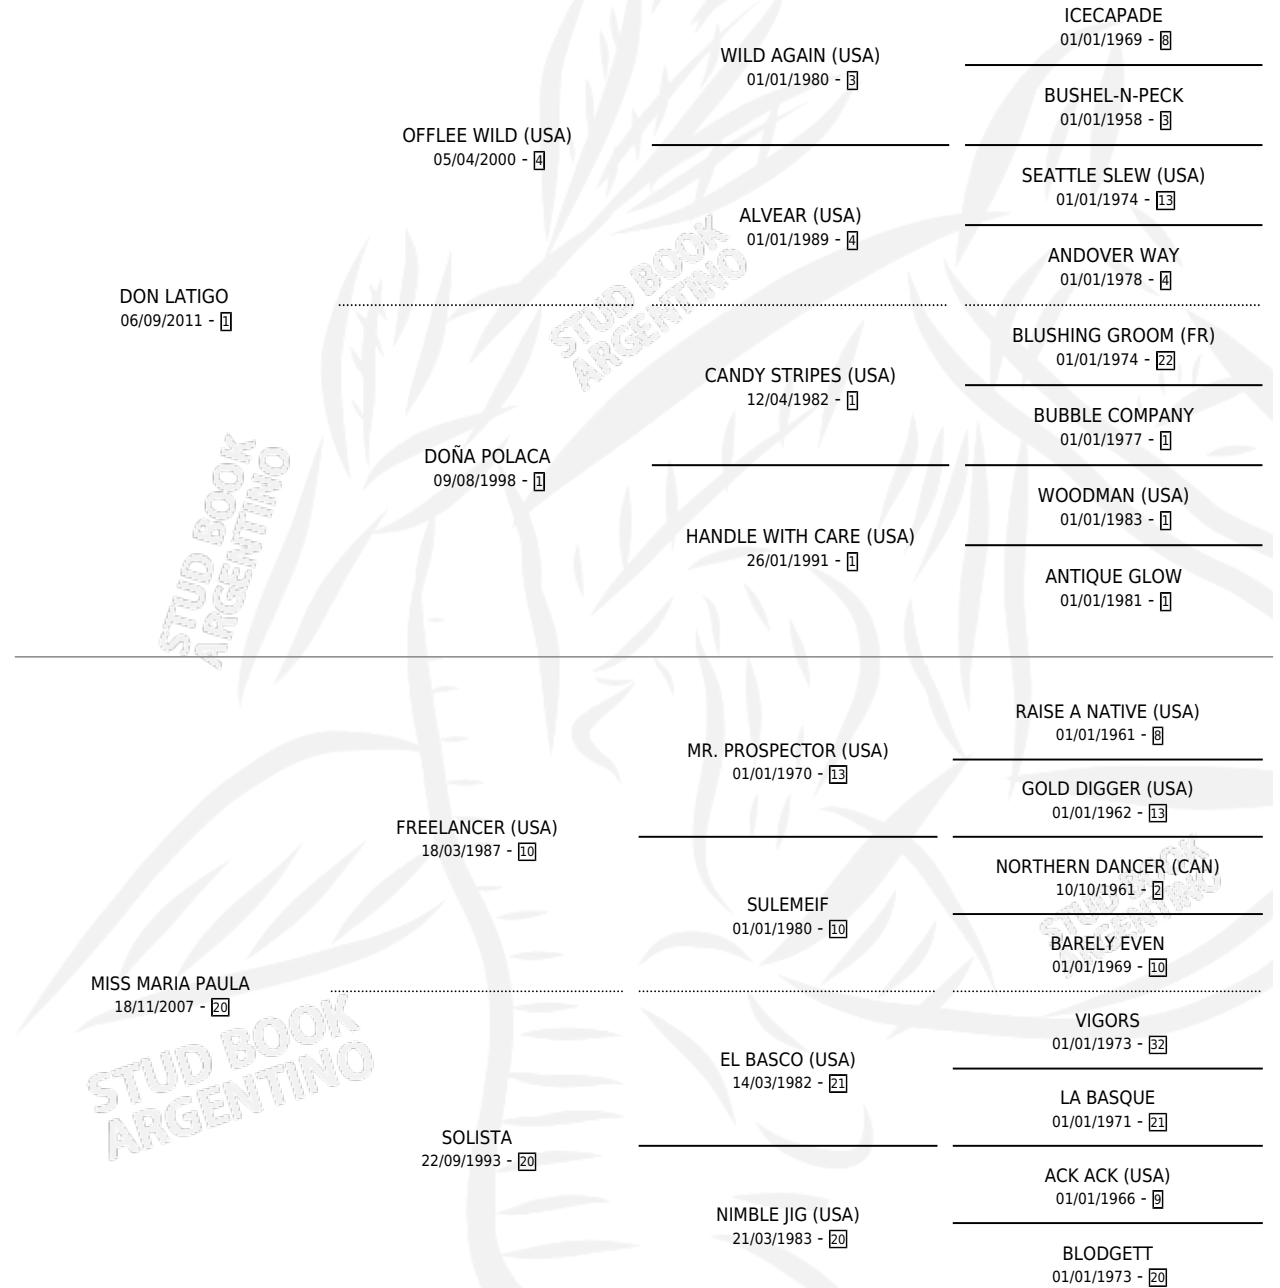 ICECAPADE
01/01/1969 - 8
WILD AGAIN (USA)
01/01/1980 - 3
BUSHEL-N-PECK
01/01/1958 - 3
OFFLEE WILD (USA)
05/04/2000 - 4
SEATTLE SLEW (USA)
01/01/1974 - 13
ALVEAR (USA)
01/01/1989 - 4
ANDOVER WAY
01/01/1978 - 4
DON LATIGO
06/09/2011 - 1
BLUSHING GROOM (FR)
01/01/1974 - 22
CANDY STRIPES (USA)
12/04/1982 - 1
BUBBLE COMPANY
01/01/1977 - 1
DOÑA POLACA
09/08/1998 - 1
WOODMAN (USA)
01/01/1983 - 1
HANDLE WITH CARE (USA)
26/01/1991 - 1
ANTIQUE GLOW
01/01/1981 - 1
RAISE A NATIVE (USA)
01/01/1961 - 8
MR. PROSPECTOR (USA)
01/01/1970 - 13
GOLD DIGGER (USA)
01/01/1962 - 13
FREELANCER (USA)
18/03/1987 - 10
NORTHERN DANCER (CAN)
10/10/1961 - 2
SULEMEIF
01/01/1980 - 10
BARELY EVEN
01/01/1969 - 10
MISS MARIA PAULA
18/11/2007 - 20
VIGORS
01/01/1973 - 32
EL BASCO (USA)
14/03/1982 - 21
LA BASQUE
01/01/1971 - 21
SOLISTA
22/09/1993 - 20
ACK ACK (USA)
01/01/1966 - 9
NIMBLE JIG (USA)
21/03/1983 - 20
BLODGETT
01/01/1973 - 20
STUD BOOK
ARGENTINO
STUD BOOK
ARGENTINO
STUD BOOK
ARGENTINO
STUD BOOK
ARGENTINO